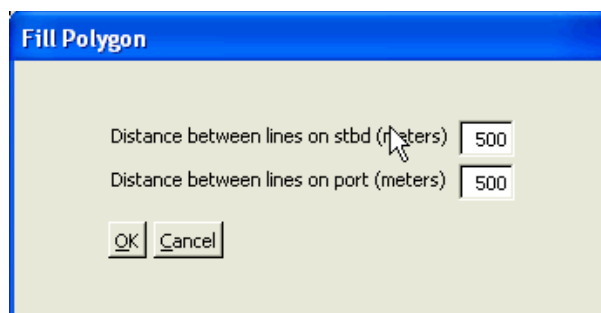 Fill Polygon
Distance between lines on stbd (meters) 500
Distance between lines on port (meters) 500
OK Cancel